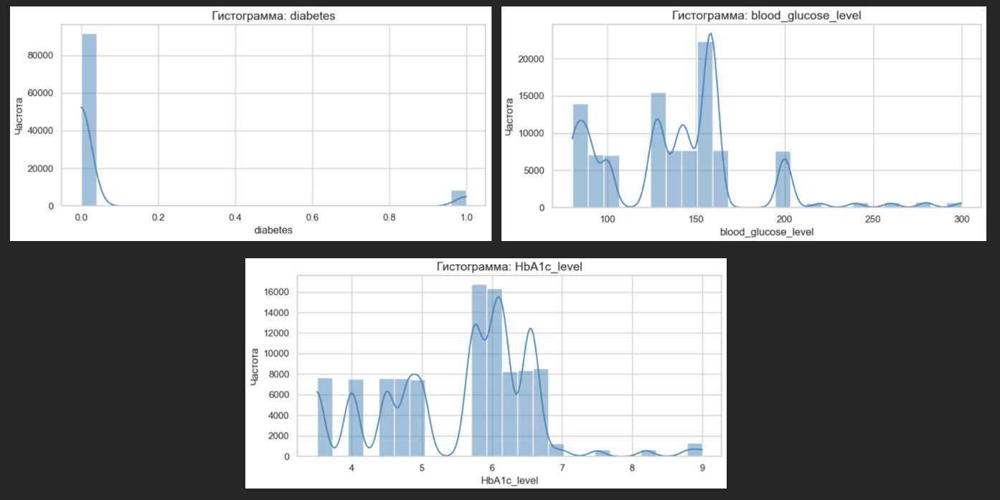 Гистограмма: diabetes
Частота
80000
60000
40000
20000
0
0.0 0.2 0.4 0.6 0.8 1.0
diabetes
Гистограмма: blood_glucose_level
Частота
20000
15000
10000
5000
0
100 150 200 250 300
blood_glucose_level
Гистограмма: HbA1c_level
Частота
16000
14000
12000
10000
8000
6000
4000
2000
0
4 5 6 7 8 9
HbA1c_level